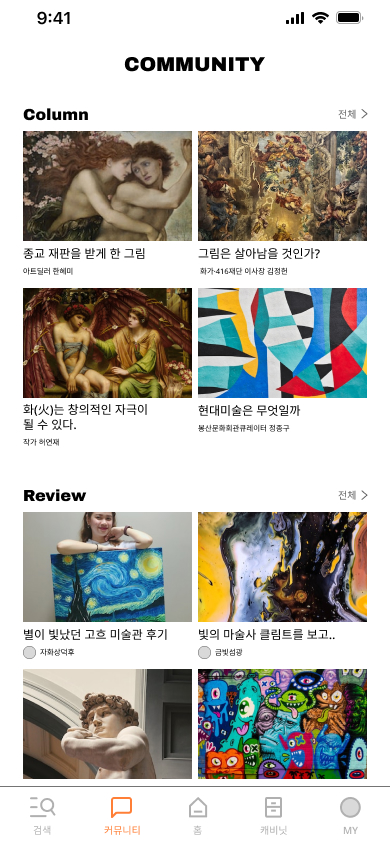 9:41
COMMUNITY
Column
전체
종교 재판을 받게 한 그림
그림은 살아남을 것인가?
아트딜러 한혜미
화가·416재단 이사장 김정헌
화(火)는 창의적인 자극이
될 수 있다.
현대미술은 무엇일까
작가 허연재
봉산문화회관큐레이터 정종구
Review
전체
별이 빛났던 고흐 미술관 후기
빛의 마술사 클림트를 보고..
자화상덕후
금빛섬광
검색
커뮤니티
홈
캐비닛
MY